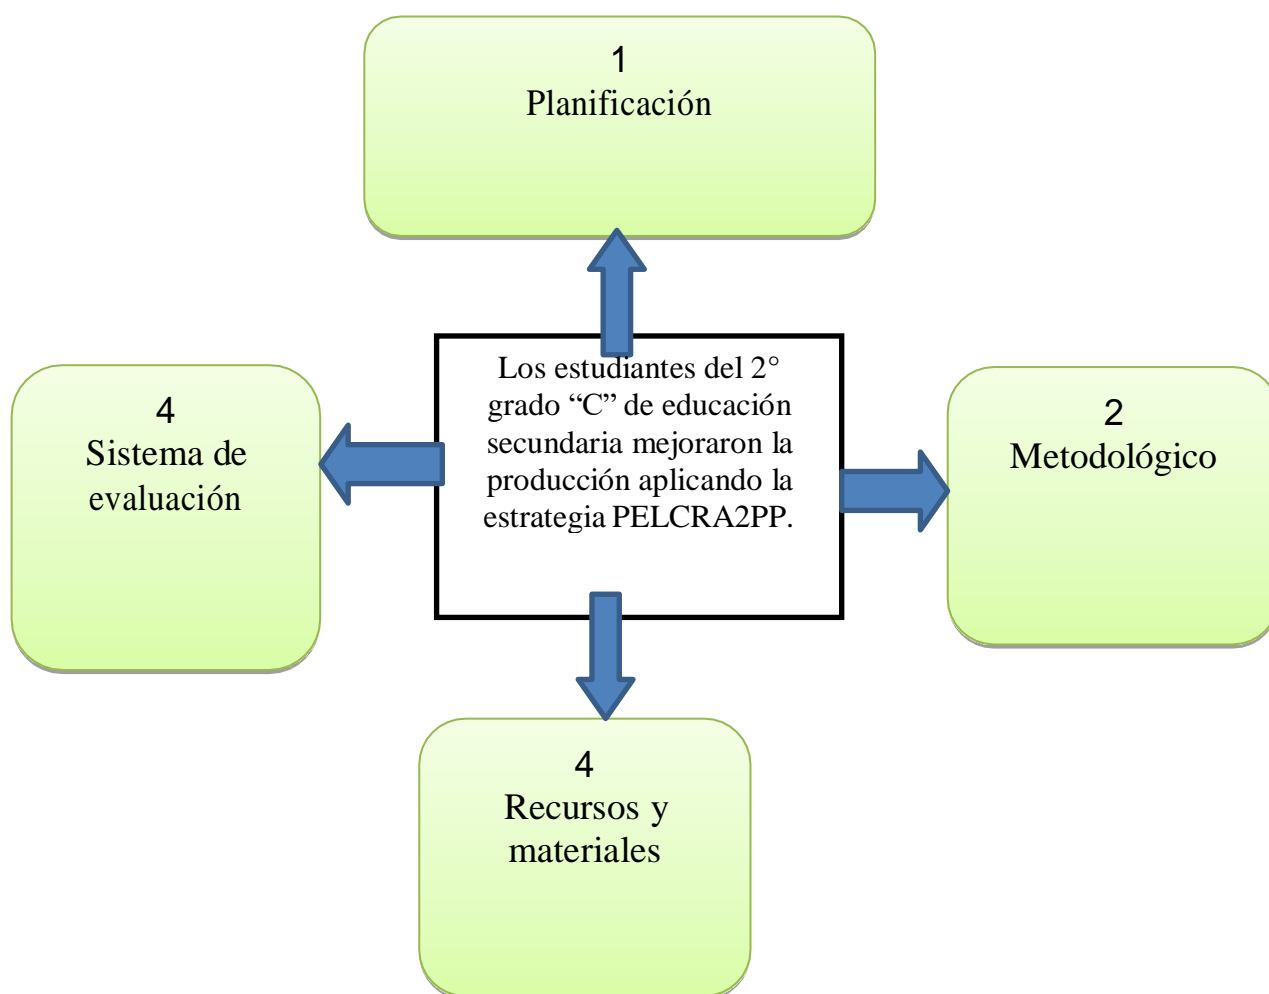 1
Planificación
Los estudiantes del 2°
grado “C” de educación
secundaria mejoraron la
producción aplicando la
estrategia PELCRA2PP.
4
Sistema de
evaluación
2
Metodológico
4
Recursos y
materiales